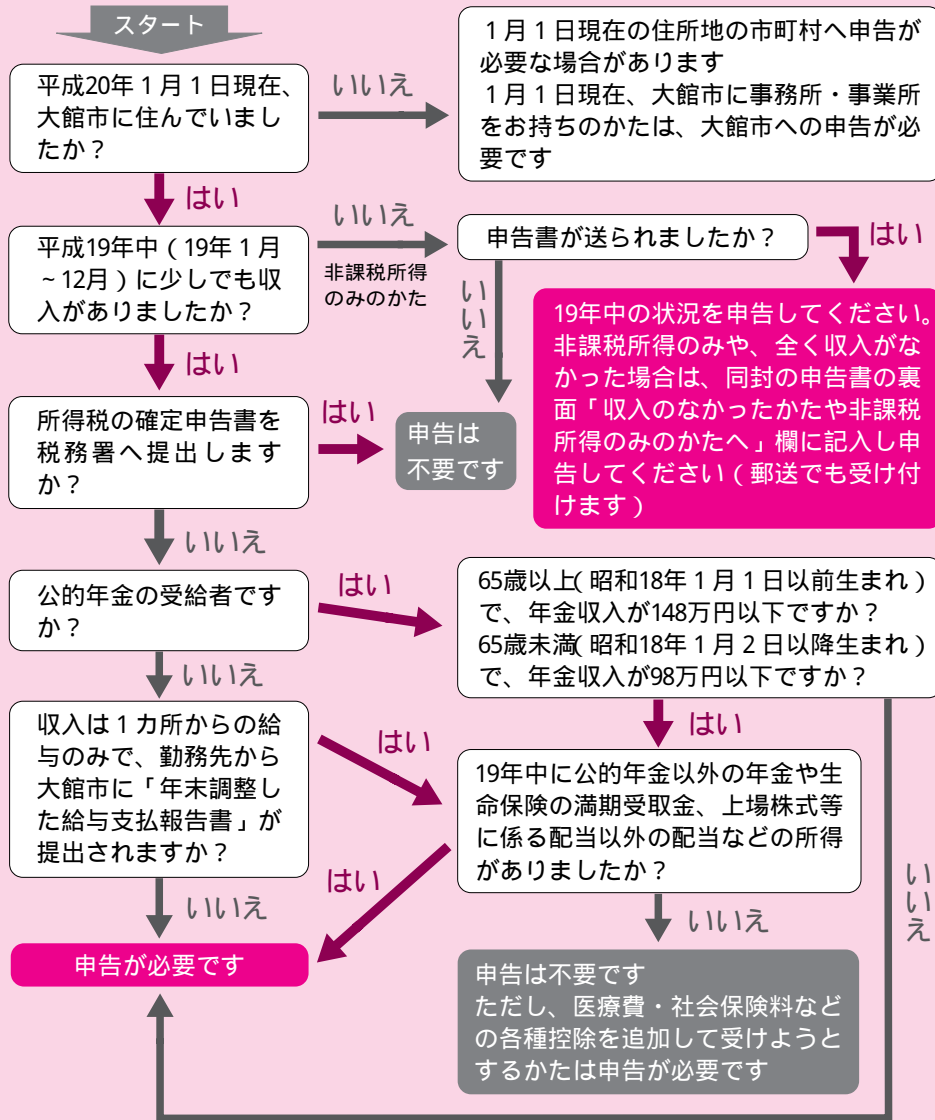 スタート
平成20年1月1日現在、
大館市に住んでいまし
たか？
いいえ
1月1日現在の住所地の市町村へ申告が
必要な場合があります
1月1日現在、大館市に事務所・事業所
をお持ちのかたは、大館市への申告が必
要です
はい
平成19年中（19年1月
～12月）に少しでも収
入がありましたか？
いいえ
非課税所得
のみのかた
申告書が送られましたか？
はい
いいえ
19年中の状況を申告してください。
非課税所得のみや、全く収入がな
かった場合は、同封の申告書の裏
面「収入のなかったかたや非課税
所得のみのかたへ」欄に記入し申
告してください（郵送でも受け付
けます）
はい
所得税の確定申告書を
税務署へ提出します
か？
はい
申告は
不要です
いいえ
公的年金の受給者です
か？
はい
65歳以上（昭和18年1月1日以前生まれ）
で、年金収入が148万円以下ですか？
65歳未満（昭和18年1月2日以降生まれ）
で、年金収入が98万円以下ですか？
いいえ
はい
収入は1カ所からの給
与のみで、勤務先から
大館市に「年末調整し
た給与支払報告書」が
提出されますか？
はい
19年中に公的年金以外の年金や生
命保険の満期受取金、上場株式等
に係る配当以外の配当などの所得
がありましたか？
はい
いいえ
いいえ
いいえ
申告が必要です
申告は不要です
ただし、医療費・社会保険料など
の各種控除を追加して受けようと
するかたは申告が必要です